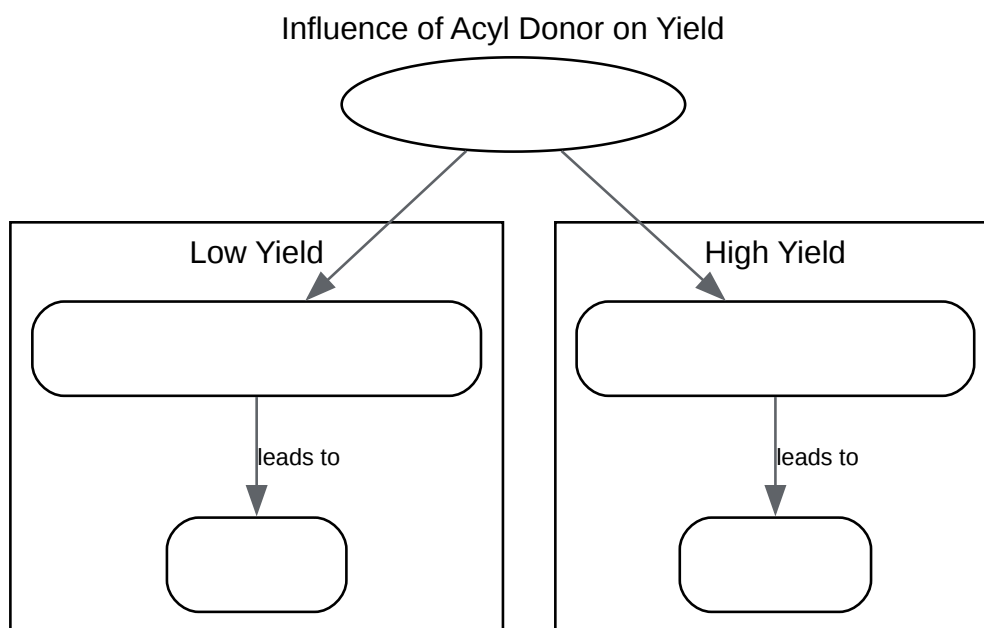 Influence of Acyl Donor on Yield
Low Yield
High Yield
leads to
leads to